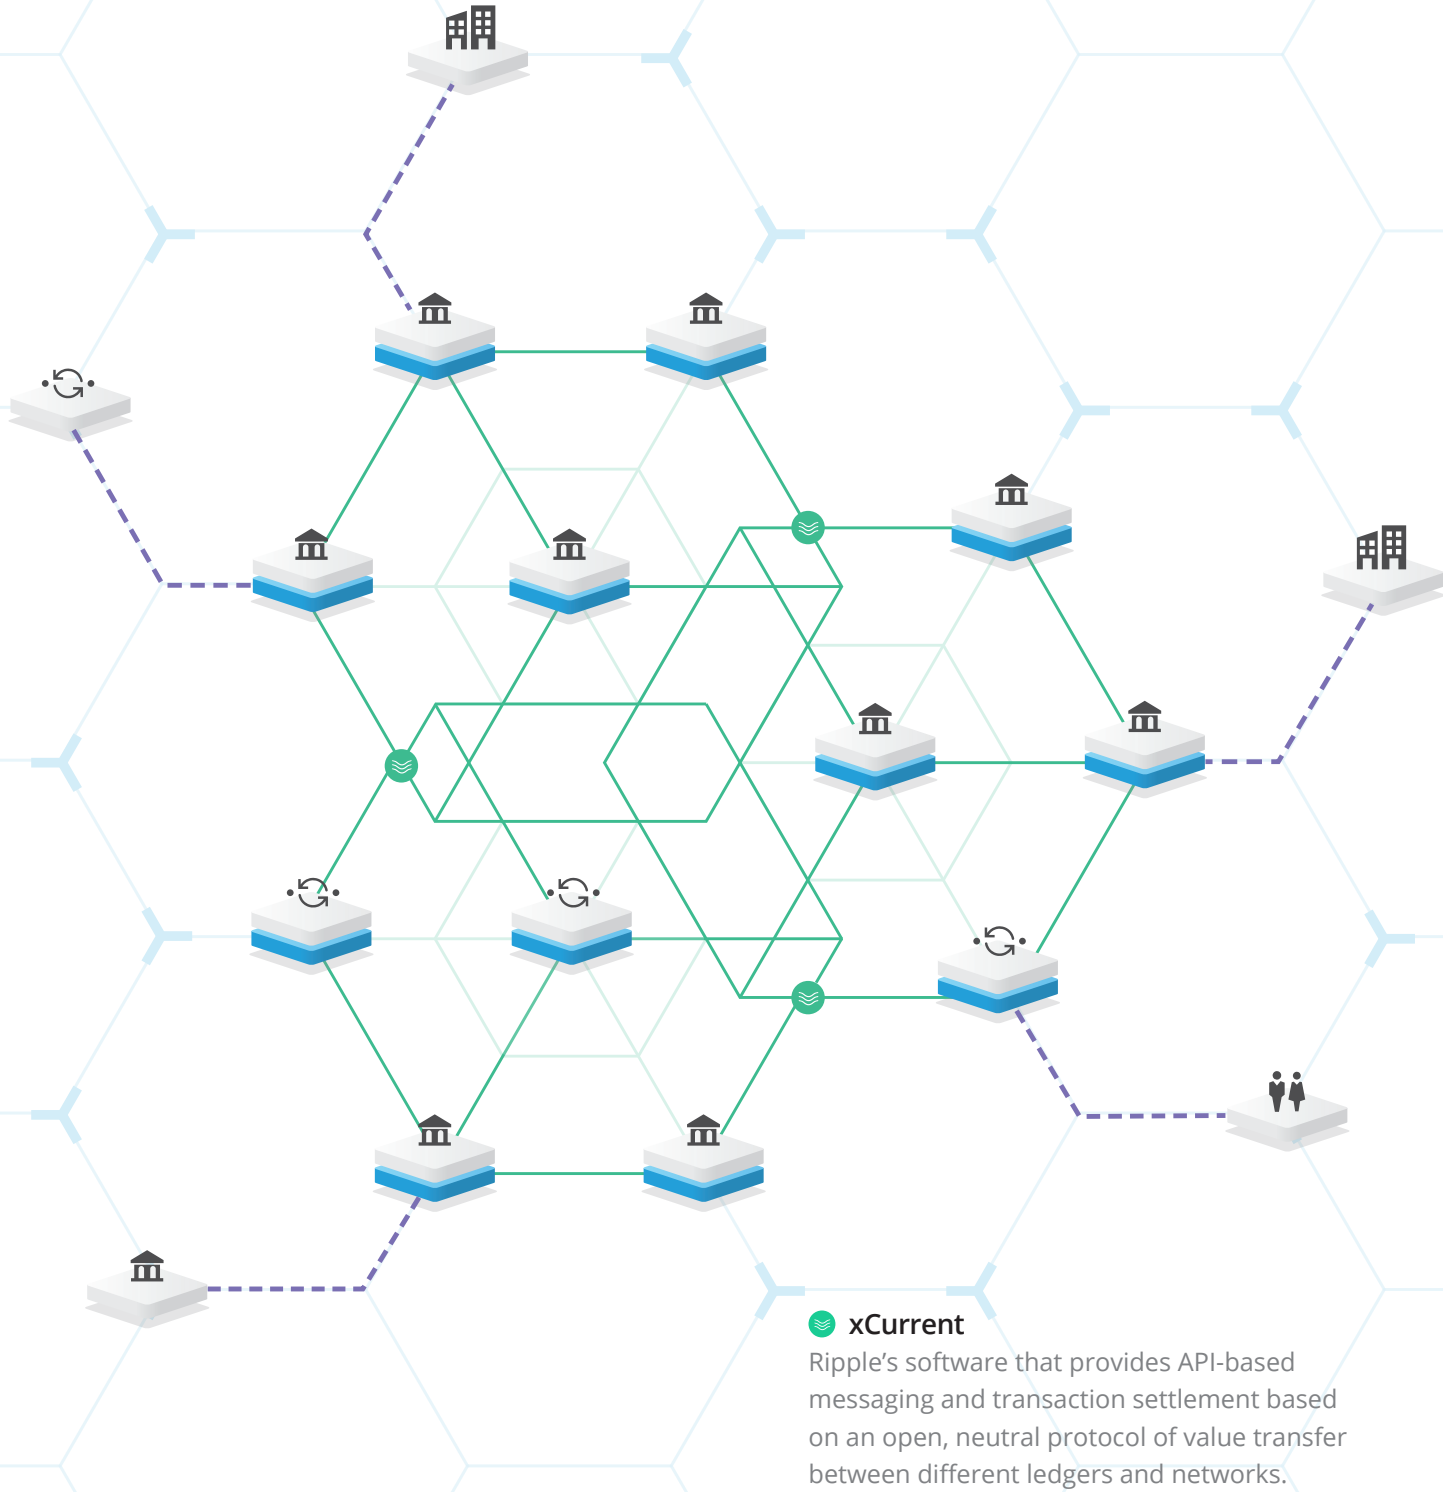 xCurrent
Ripple’s software that provides API-based
messaging and transaction settlement based
on an open, neutral protocol of value transfer
between different ledgers and networks.